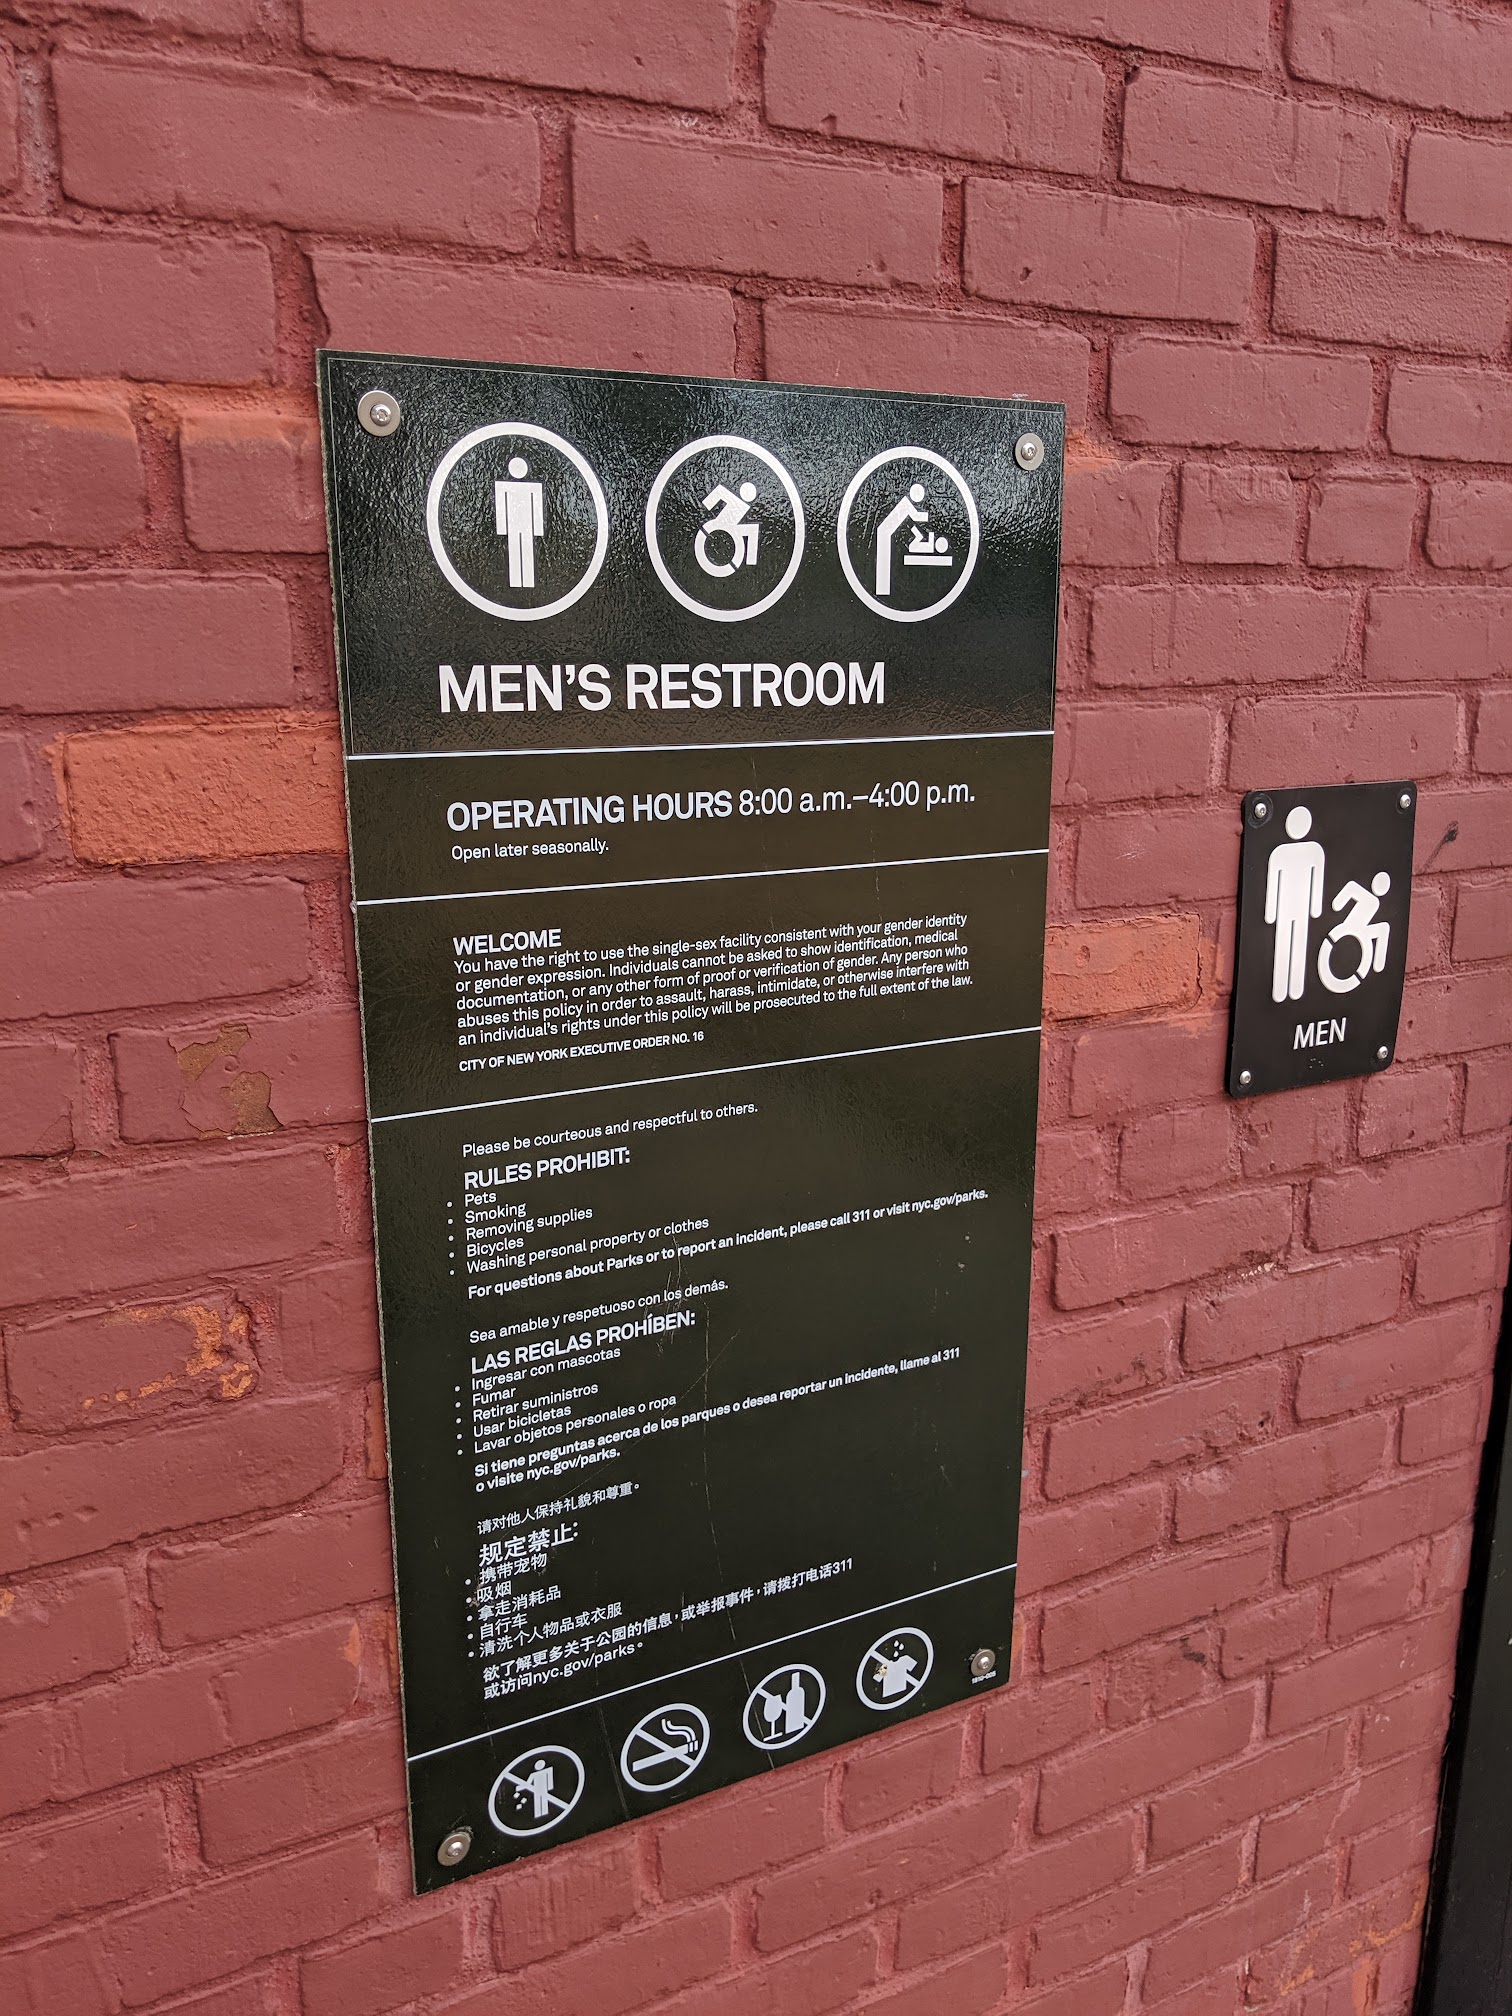 MEN'S RESTROOM
OPERATING HOURS 8:00 a.m.–4:00 p.m.
Open later seasonally.
WELCOME
You have the right to use the single-sex facility consistent with your gender identity
or gender expression. Individuals cannot be asked to show identification, medical
documentation, or any other form of proof or verification of gender. Any person who
abuses this policy in order to assault, harass, intimidate, or otherwise interfere with
an individual's rights under this policy will be prosecuted to the full extent of the law.
CITY OF NEW YORK EXECUTIVE ORDER NO. 16
Please be courteous and respectful to others.
RULES PROHIBIT:
• Pets
• Smoking
• Removing supplies
• Bicycles
• Washing personal property or clothes
For questions about Parks or to report an incident, please call 311 or visit nyc.gov/parks.
Sea amable y respetuoso con los demás.
LAS REGLAS PROHÍBEN:
• Ingresar con mascotas
• Fumar
• Retirar suministros
• Usar bicicletas
• Lavar objetos personales o ropa
Si tiene preguntas acerca de los parques o desea reportar un incidente, llame al 311
o visite nyc.gov/parks.
请对他人保持礼貌和尊重。
规定禁止:
• 携带宠物
• 吸烟
• 拿走消耗品
• 自行车
• 清洗个人物品或衣服
欲了解更多关于公园的信息，或举报事件，请拨打电话311
或访问nyc.gov/parks。
MEN